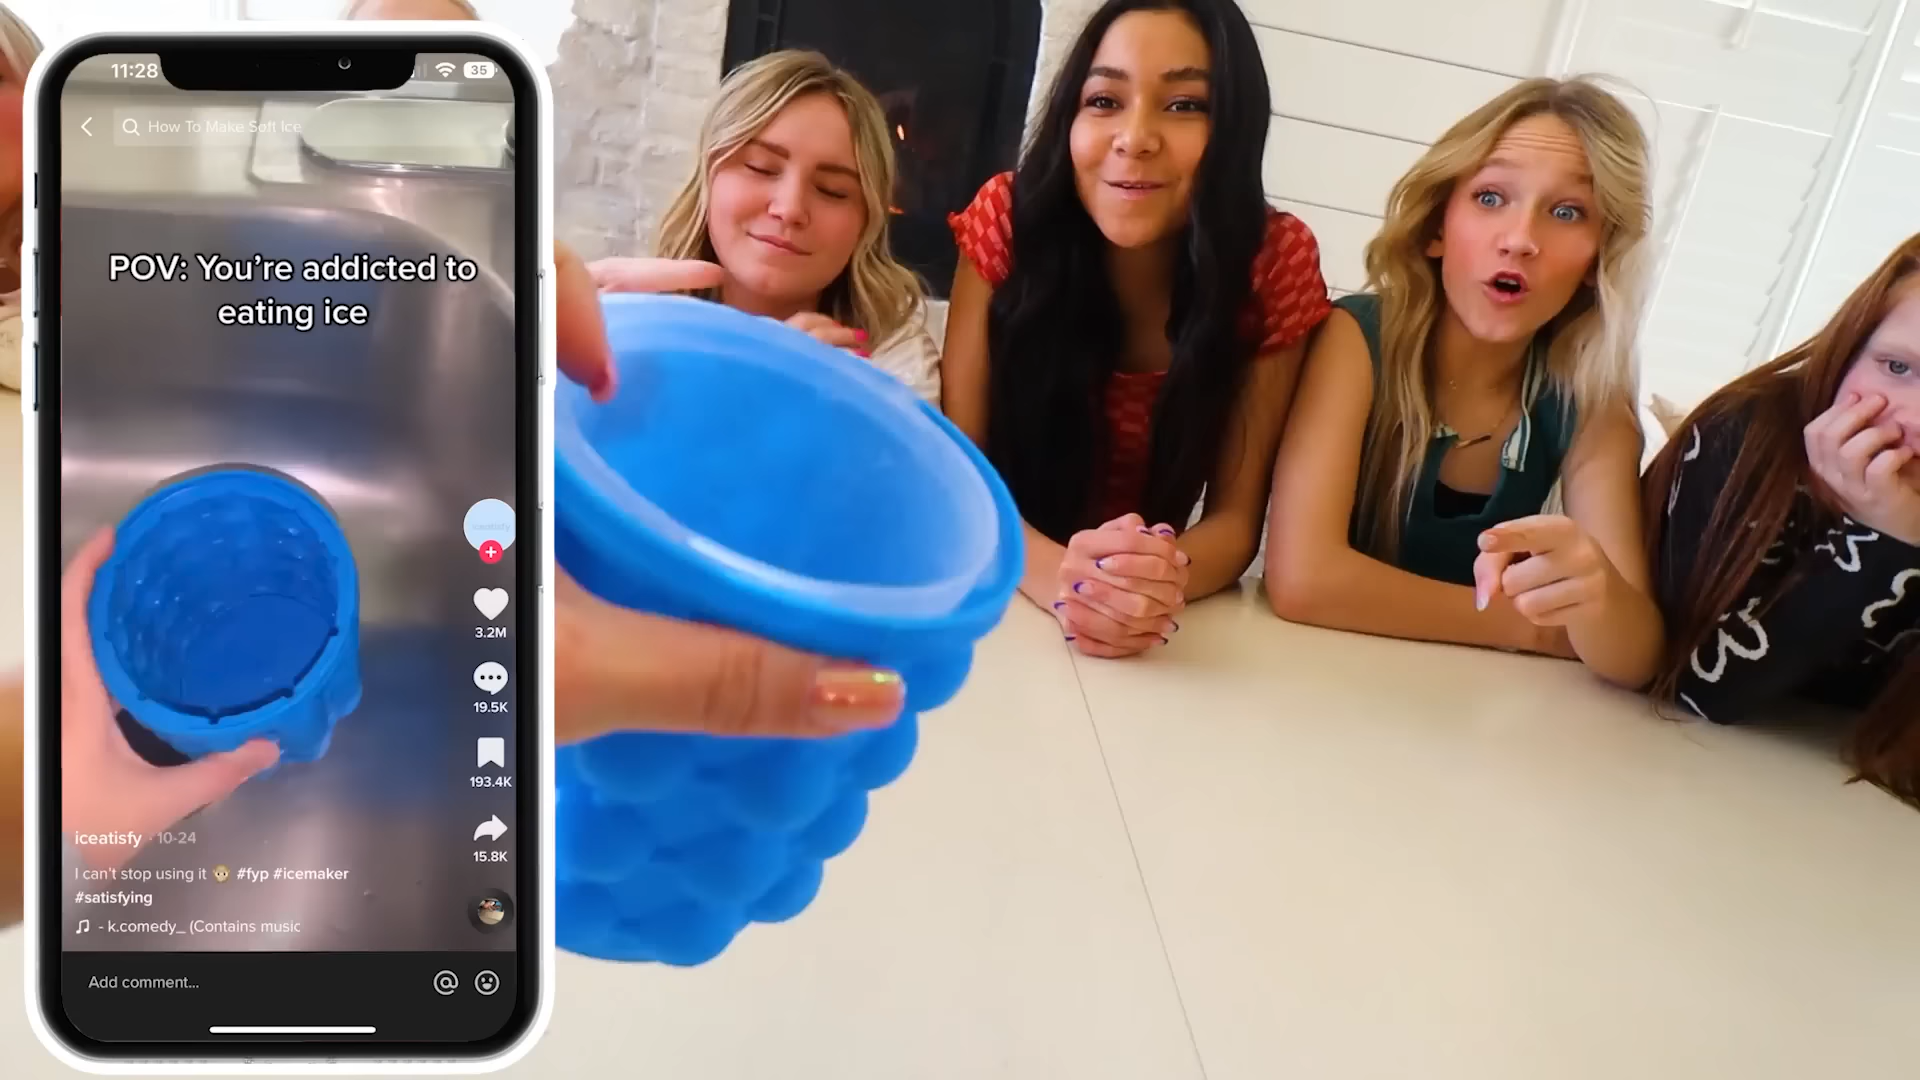 11:28
35
How To Make Soft Ice
POV: You're addicted to
eating ice
3.2M
19.5K
193.4K
15.8K
iceatisfy · 10-24
I can't stop using it #fyp #icemaker
#satisfying
- k.comedy_ (Contains music
Add comment...